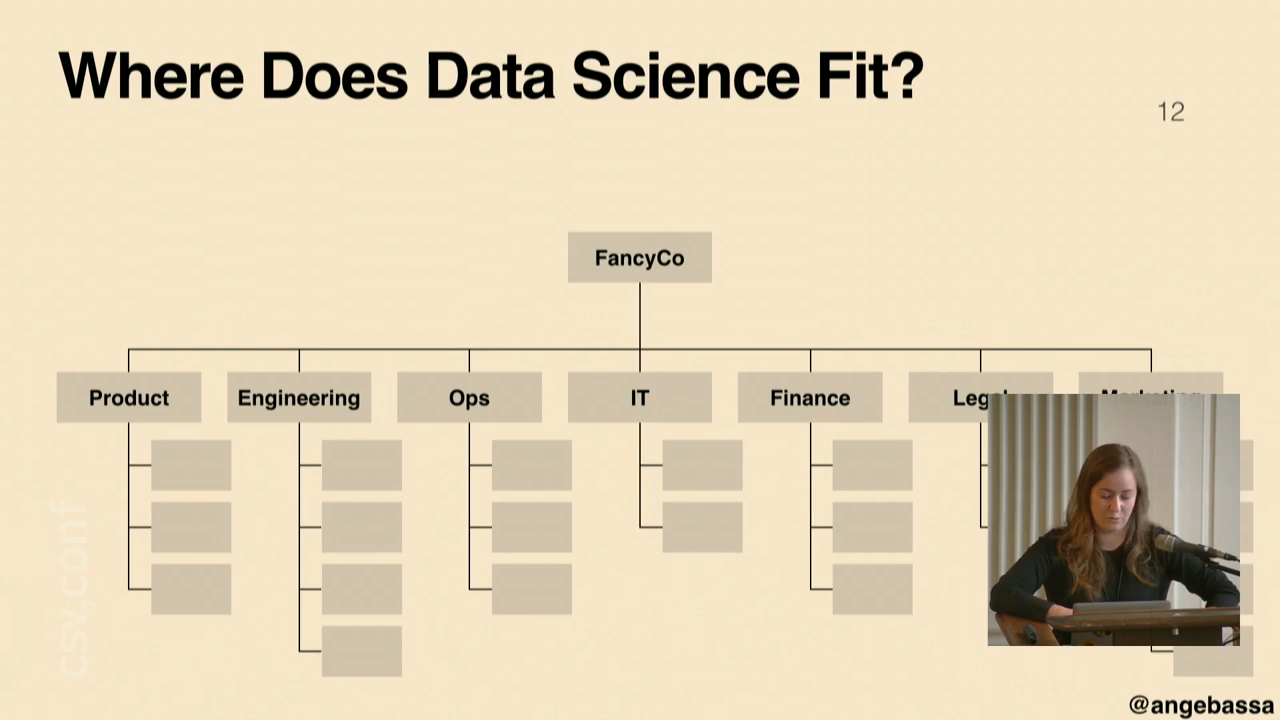 Where Does Data Science Fit?
12
FancyCo
Product
Engineering
Ops
IT
Finance
csv,conf
@angebassa